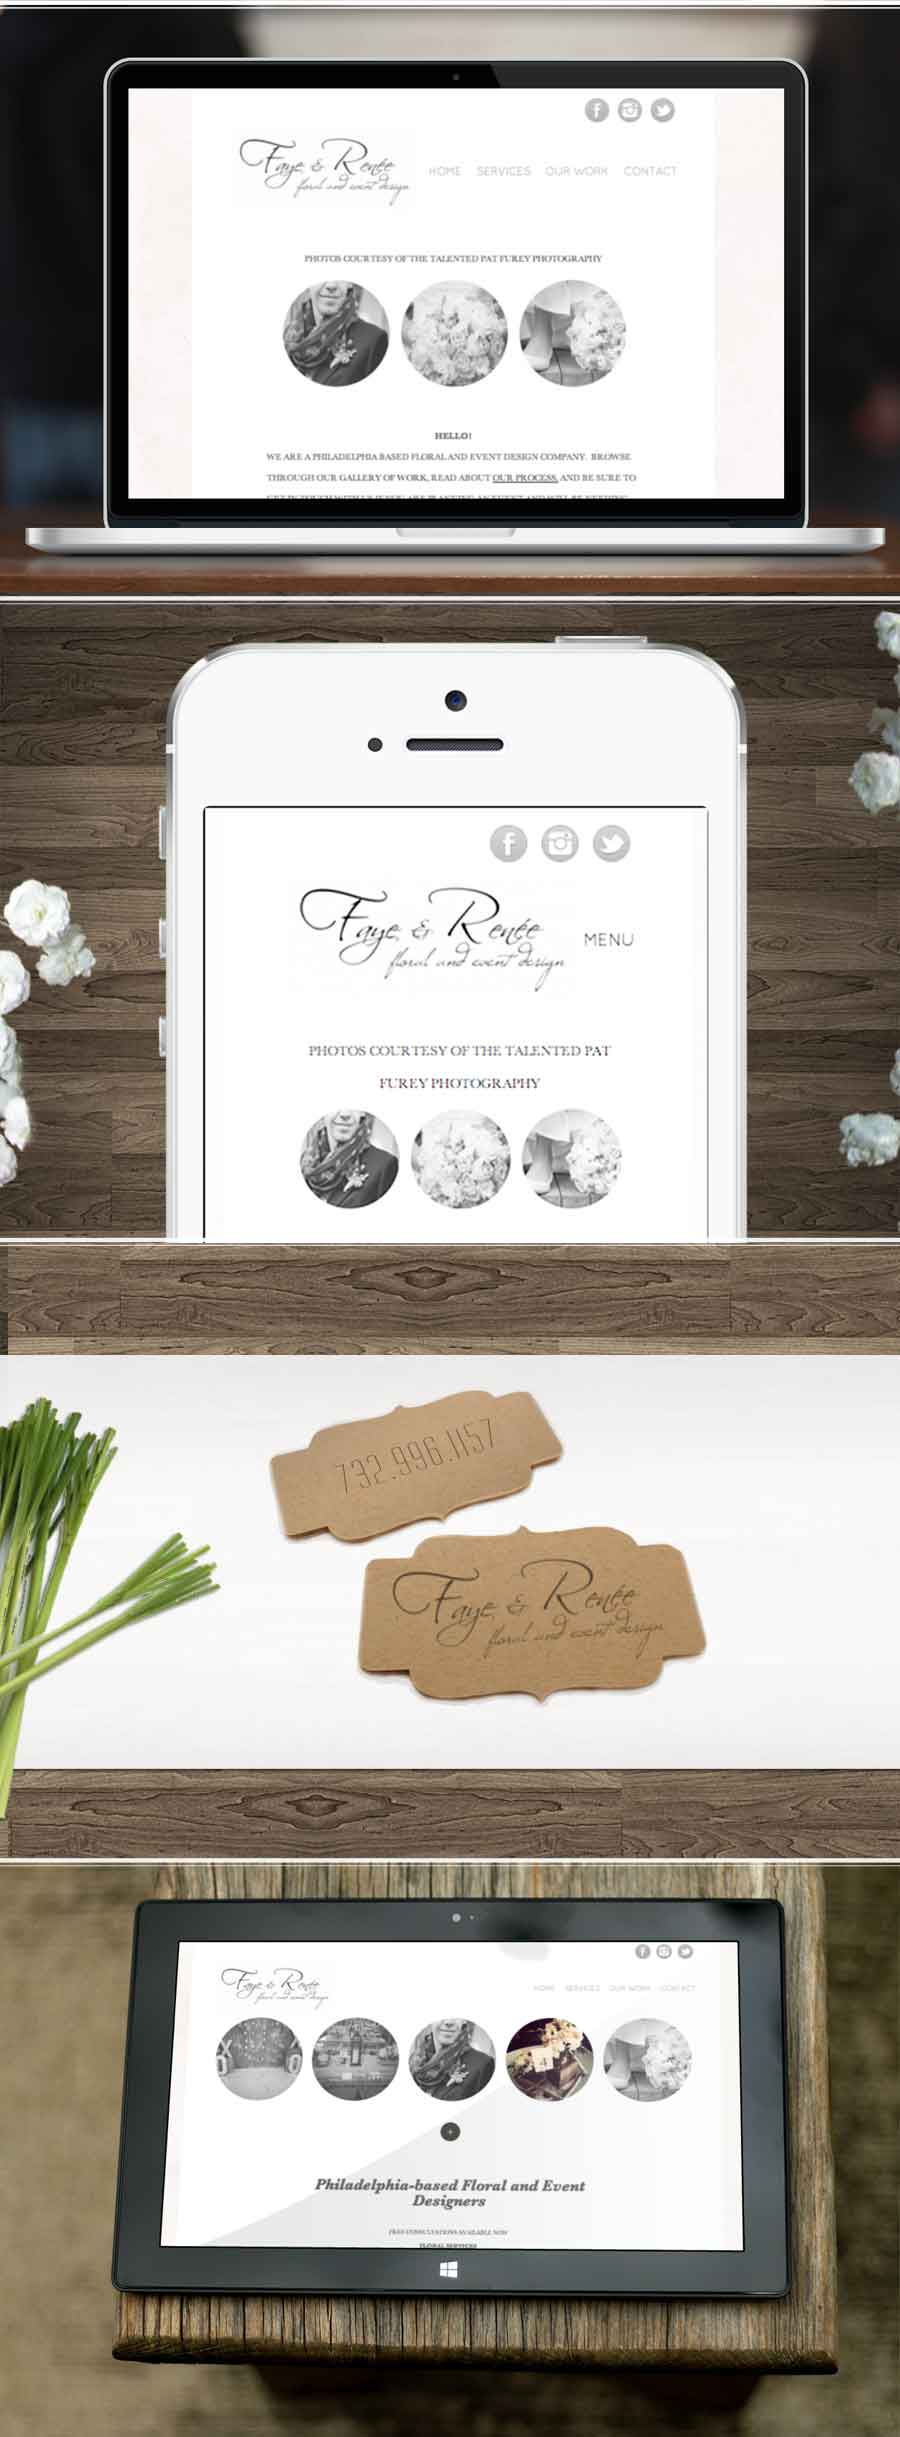 Faye & Renée
floral and event design
HOME SERVICES OUR WORK CONTACT
PHOTOS COURTESY OF THE TALENTED PAT FUREY PHOTOGRAPHY
HELLO!
WE ARE A PHILADELPHIA BASED FLORAL AND EVENT DESIGN COMPANY. BROWSE
THROUGH OUR GALLERY OF WORK, READ ABOUT OUR PROCESS, AND BE SURE TO
Faye & Renée
floral and event design
MENU
PHOTOS COURTESY OF THE TALENTED PAT
FUREY PHOTOGRAPHY
732.996.1157
Faye & Renée
floral and event design
Faye & Renée
floral and event design
HOME SERVICES OUR WORK CONTACT
4
Philadelphia-based Floral and Event
Designers
FREE CONSULTATIONS AVAILABLE NOW
FLORAL SERVICES